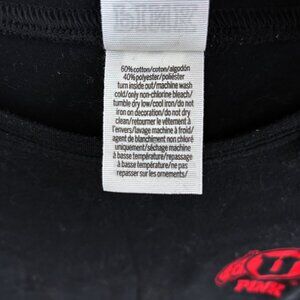 PINK
60%cotton/coton/algodón
40%polyester/poliéster
turn inside out/machine wash
cold/only non-chlorine bleach/
tumble dry low/cool iron/do not
iron on decoration/do not dry
clean/retourner le vêtement à
l'envers/lavage machine à froid/
agent de blanchiment non chloré
uniquement/séchage machine
à basse température/repassage
à basse température/ne pas
repasser sur les ornements/
PINK